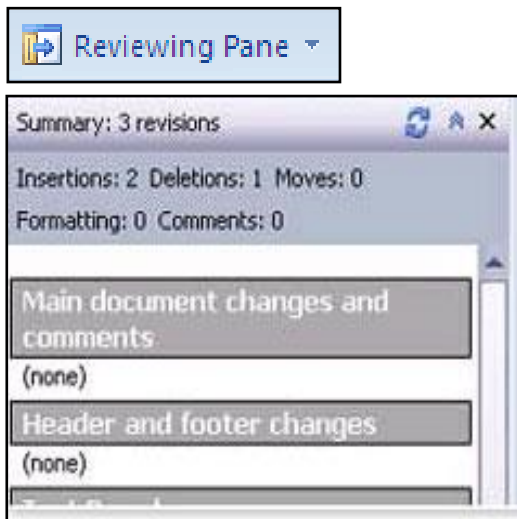 Reviewing Pane
Summary: 3 revisions
Insertions: 2 Deletions: 1 Moves: 0
Formatting: 0 Comments: 0
Main document changes and
comments
(none)
Header and footer changes
(none)